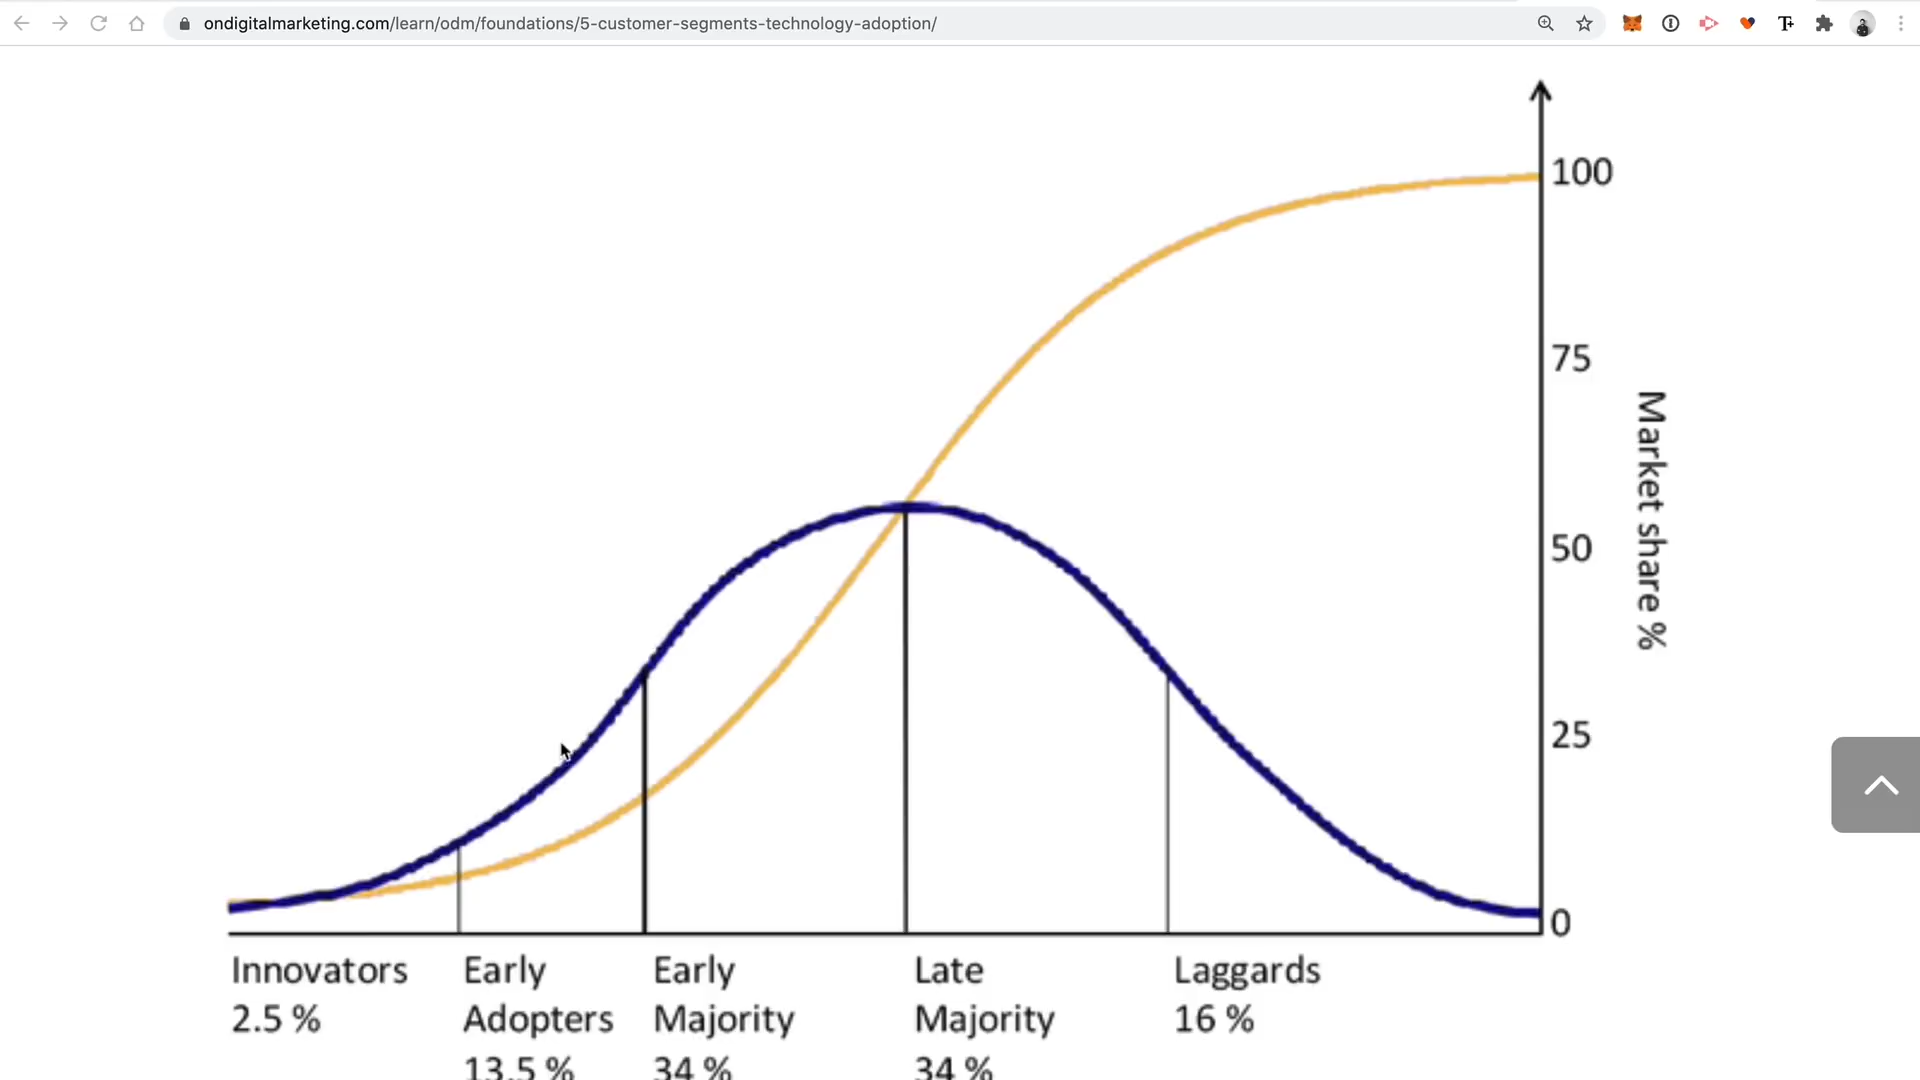 ondigitalmarketing.com/learn/odm/foundations/5-customer-segments-technology-adoption/
100
75
50
25
0
Market share %
Innovators
2.5 %
Early
Adopters
13.5 %
Early
Majority
34 %
Late
Majority
34 %
Laggards
16 %